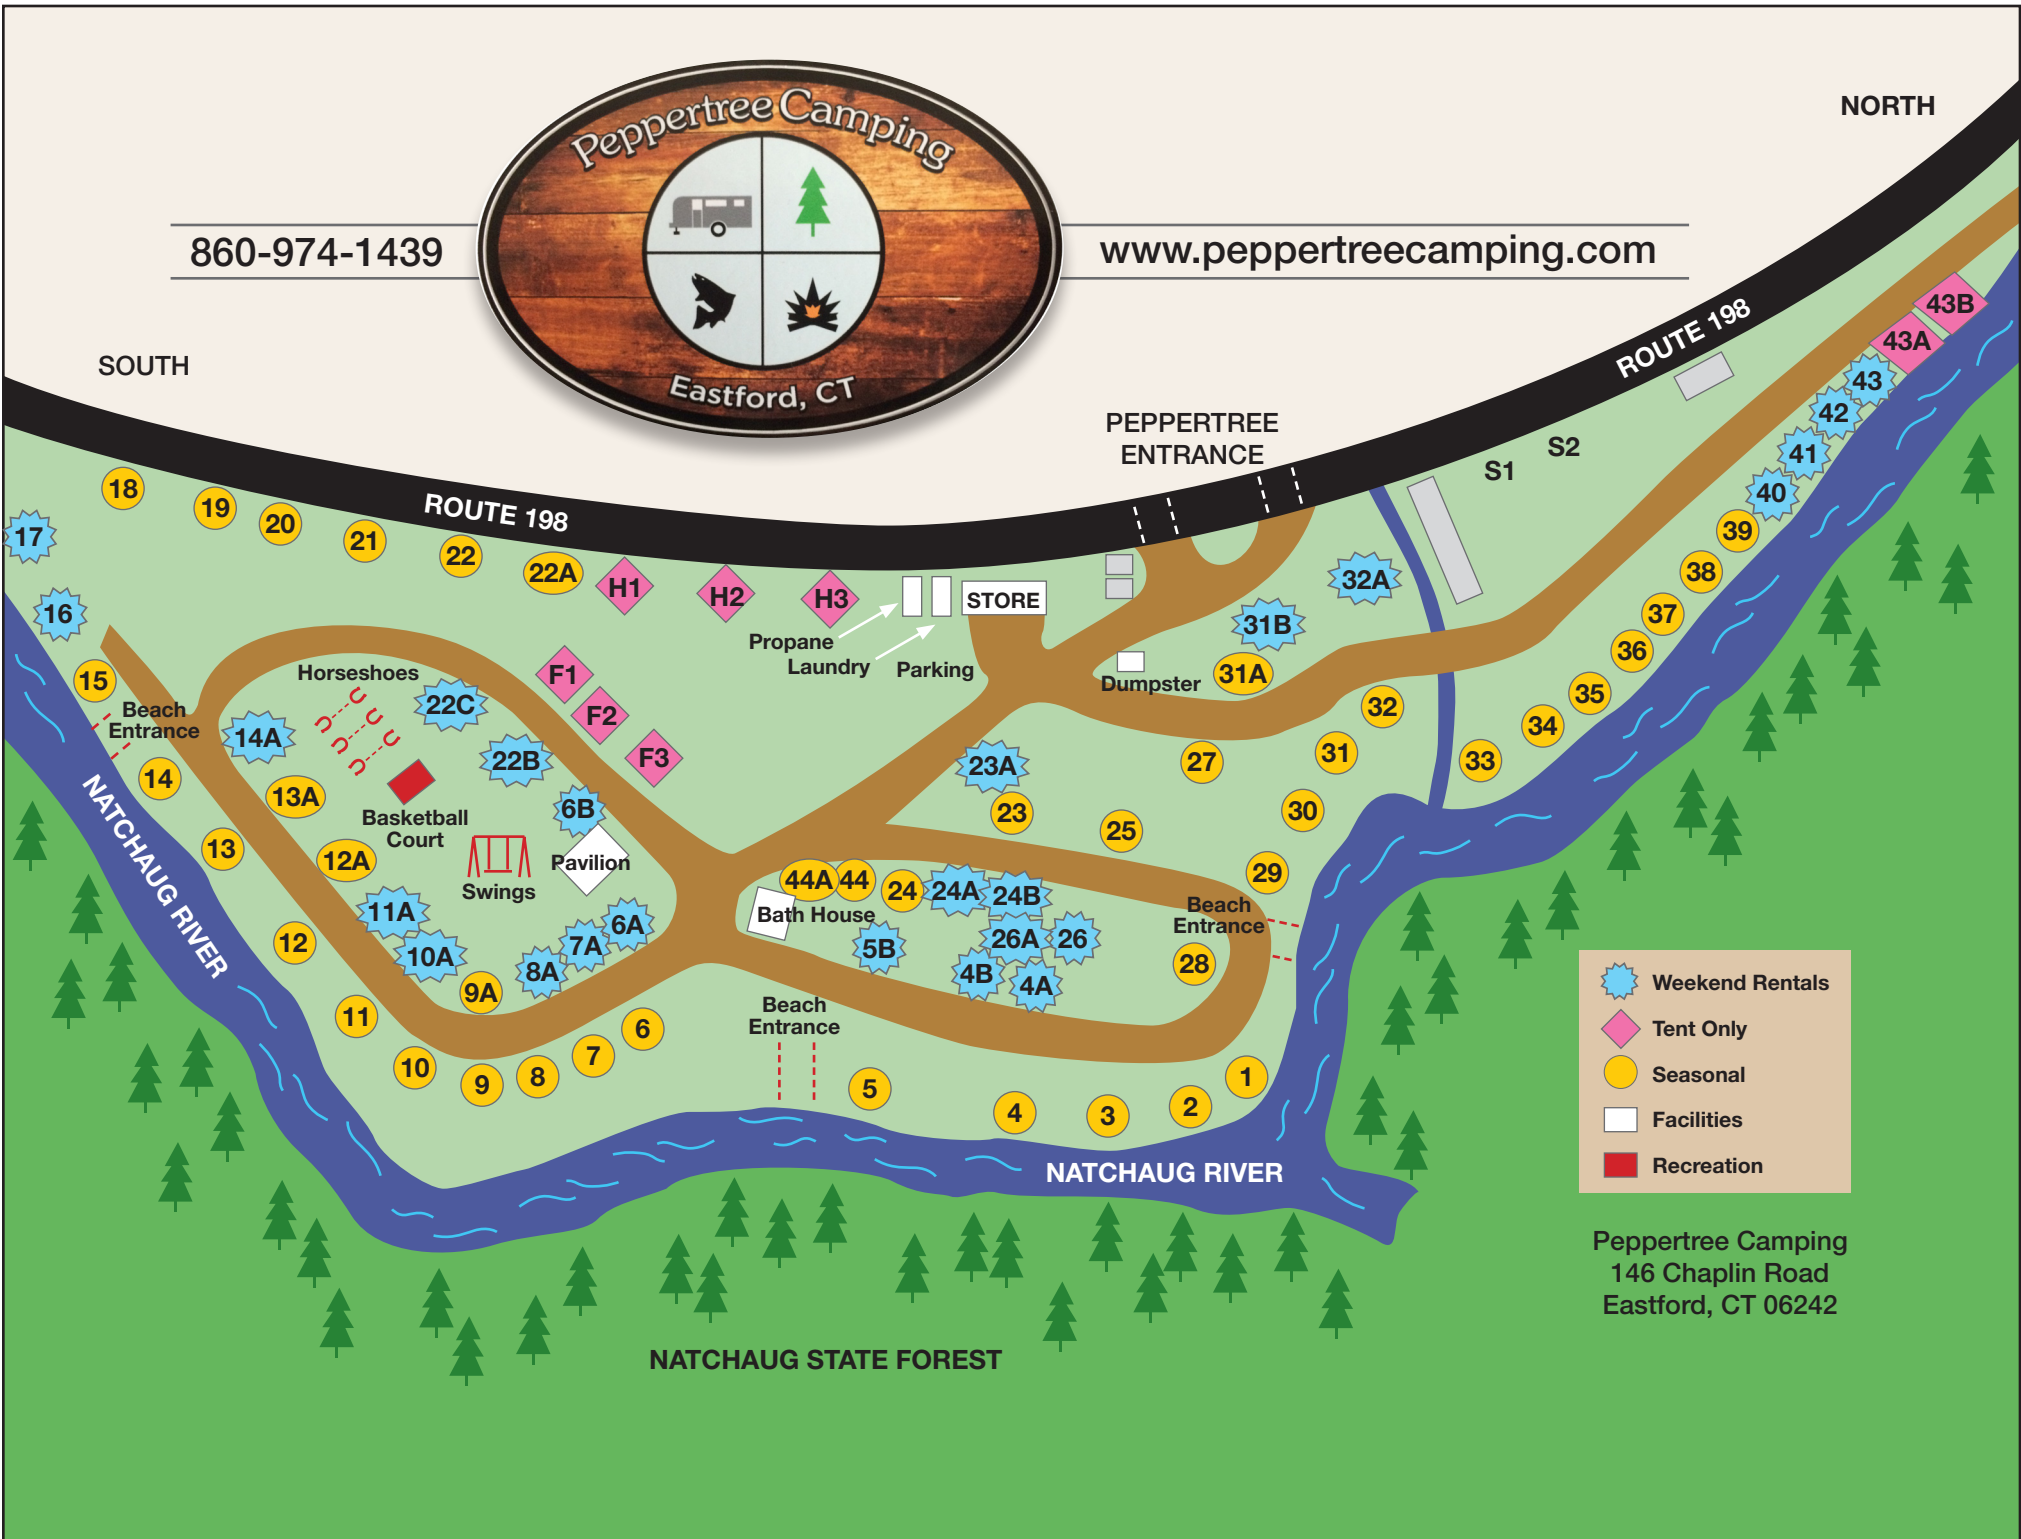 Peppertree Camping
Eastford, CT
860-974-1439
www.peppertreecamping.com
NORTH
SOUTH
PEPPERTREE
ENTRANCE
ROUTE 198
ROUTE 198
43B
43A
43
42
41
40
39
38
37
36
35
34
33
S2
S1
18
19
20
21
22
22A
17
16
15
H1
H2
H3
STORE
Propane
Laundry
Parking
32A
31B
31A
Dumpster
32
31
30
29
27
25
23A
23
F1
F2
F3
Horseshoes
22C
22B
6B
Beach
Entrance
14A
14
13A
13
12A
12
Basketball
Court
Swings
Pavilion
11A
10A
9A
8A
7A
6A
11
10
9
8
7
6
44A
44
24
24A
24B
Bath House
5B
26A
26
4B
4A
28
Beach
Entrance
Beach
Entrance
5
4
3
2
1
NATCHAUG RIVER
NATCHAUG RIVER
NATCHAUG STATE FOREST
Weekend Rentals
Tent Only
Seasonal
Facilities
Recreation
Peppertree Camping
146 Chaplin Road
Eastford, CT 06242